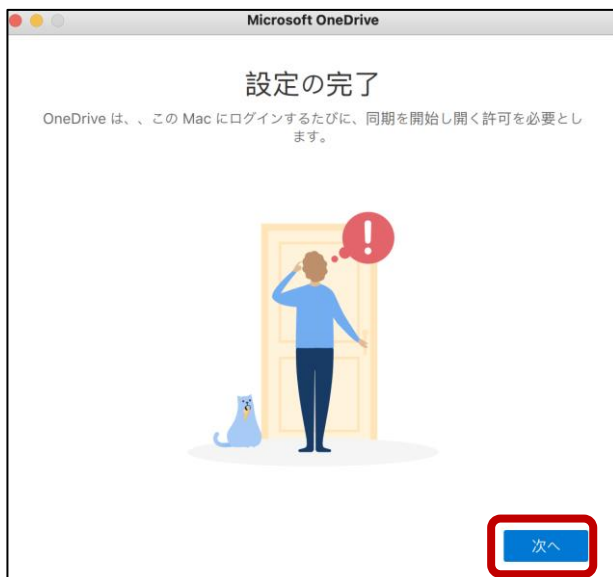 Microsoft OneDrive
設定の完了
OneDrive は、、この Mac にログインするたびに、同期を開始し開く許可を必要とし
ます。
!
次へ